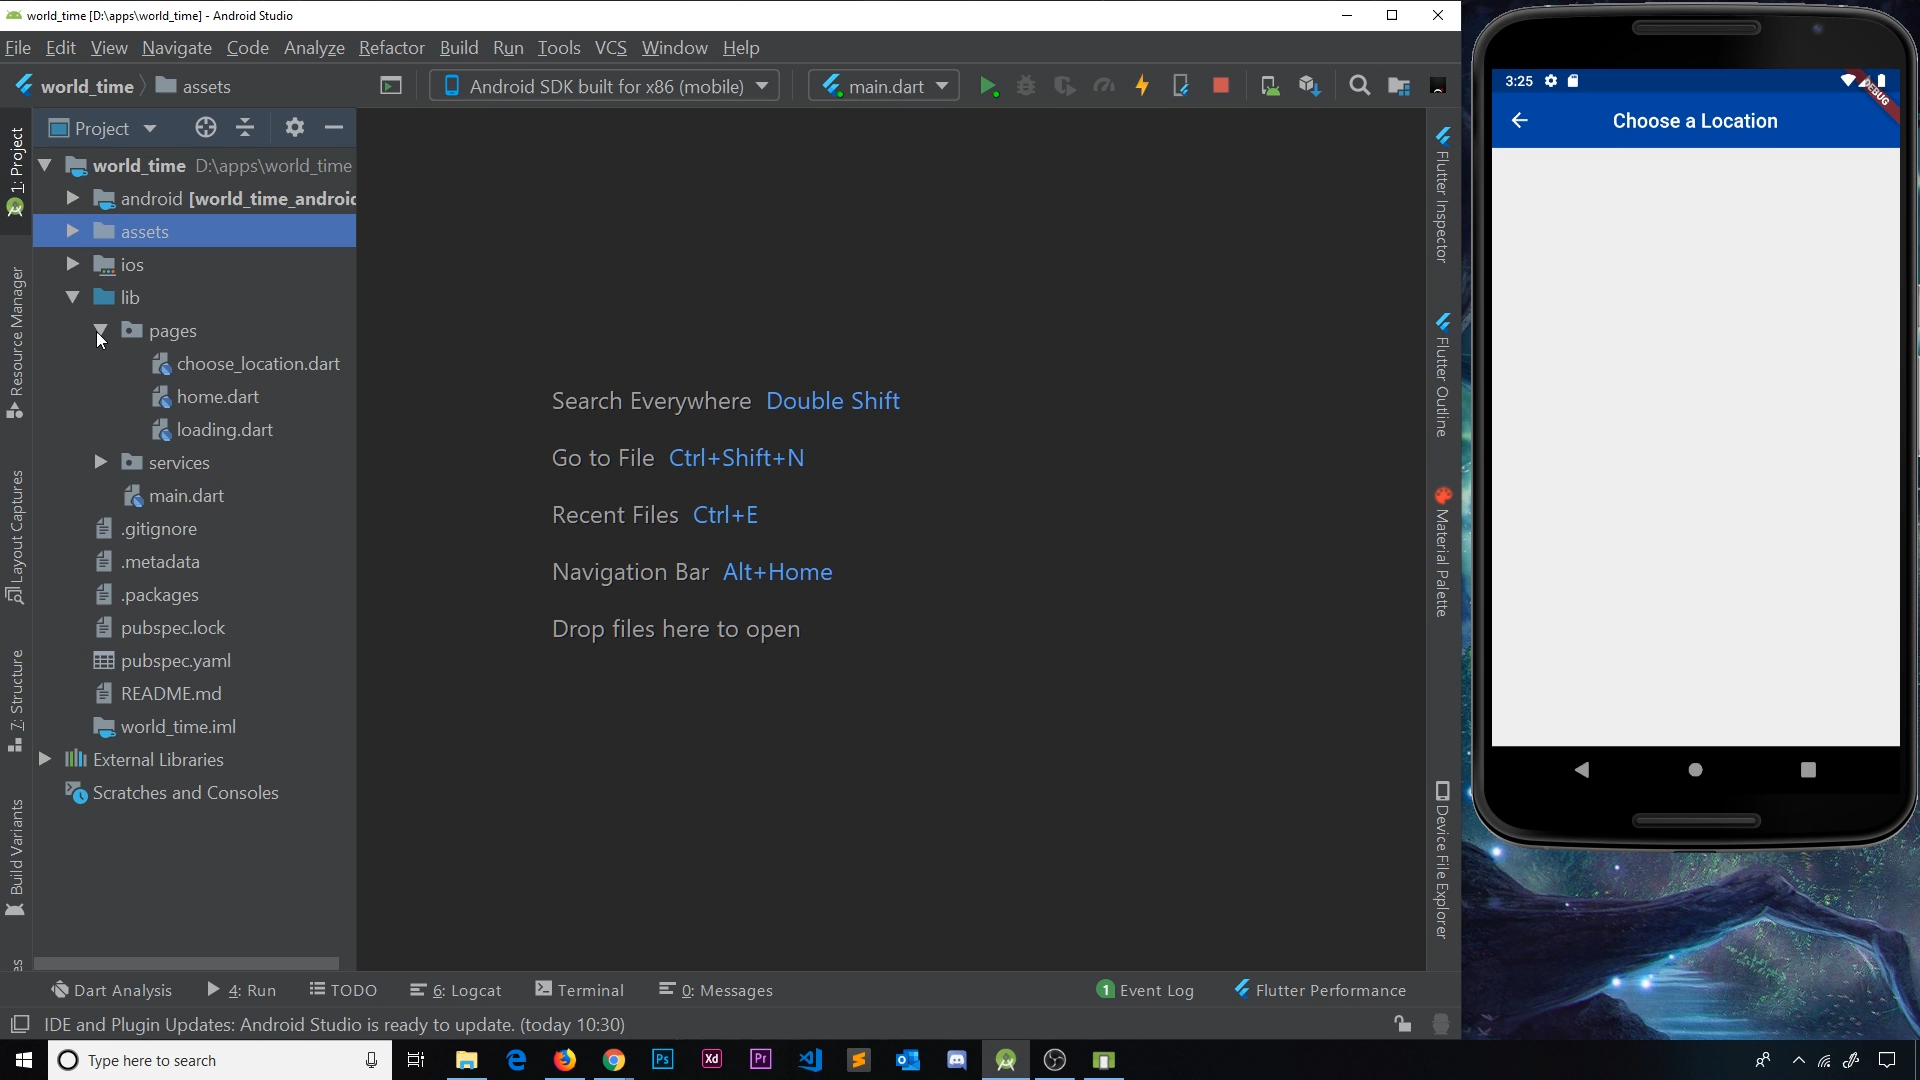 world_time [D:\apps\world_time] - Android Studio
File Edit View Navigate Code Analyze Refactor Build Run Tools VCS Window Help
world_time assets Android SDK built for x86 (mobile) main.dart
Project
world_time D:\apps\world_time
android [world_time_android
assets
ios
lib
pages
choose_location.dart
home.dart
loading.dart
services
main.dart
.gitignore
.metadata
.packages
pubspec.lock
pubspec.yaml
README.md
world_time.iml
External Libraries
Scratches and Consoles
1: Project
Resource Manager
Layout Captures
7: Structure
Build Variants
Search Everywhere Double Shift
Go to File Ctrl+Shift+N
Recent Files Ctrl+E
Navigation Bar Alt+Home
Drop files here to open
Flutter Inspector
Flutter Outline
Material Palette
Device File Explorer
3:25
DEBUG
Choose a Location
Dart Analysis 4: Run TODO 6: Logcat Terminal 0: Messages 1 Event Log Flutter Performance
IDE and Plugin Updates: Android Studio is ready to update. (today 10:30)
Type here to search Ps Xd Pr